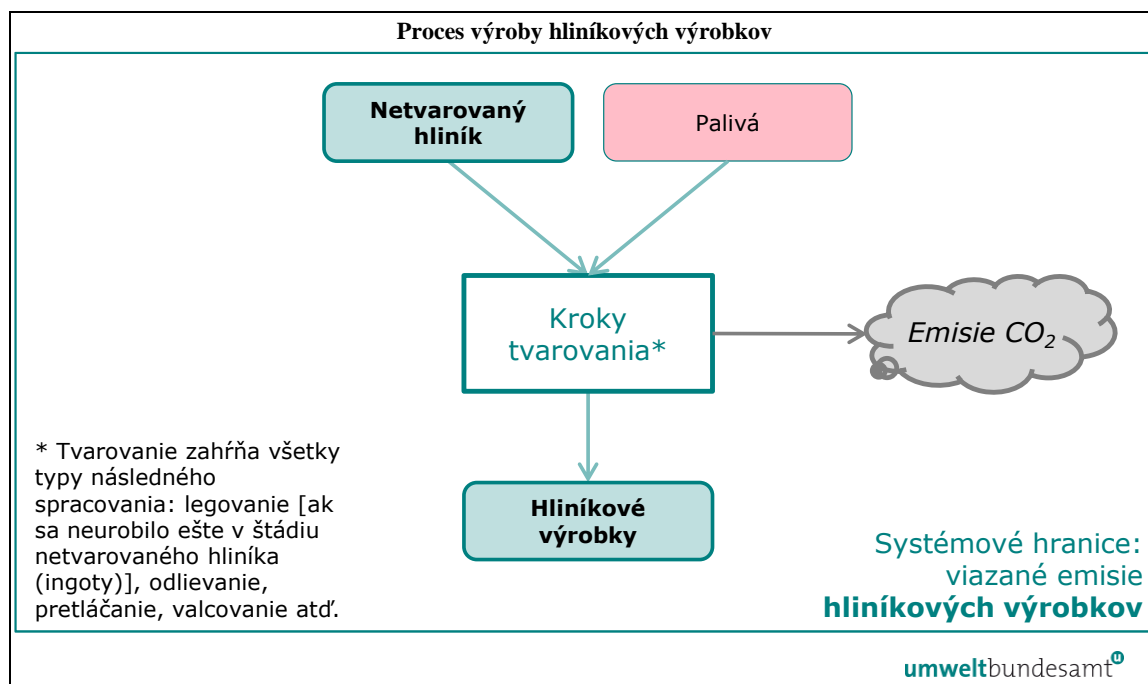 Proces výroby hliníkových výrobkov
Netvarovaný
hliník
Palivá
Kroky
tvarovania*
Emisie CO₂
* Tvarovanie zahŕňa všetky
typy následného
spracovania: legovanie [ak
sa neurobilo ešte v štádiu
netvarovaného hliníka
(ingoty)], odlievanie,
pretláčanie, valcovanie atď.
Hliníkové
výrobky
Systémové hranice:
viazané emisie
hliníkových výrobkov
umweltbundesamt